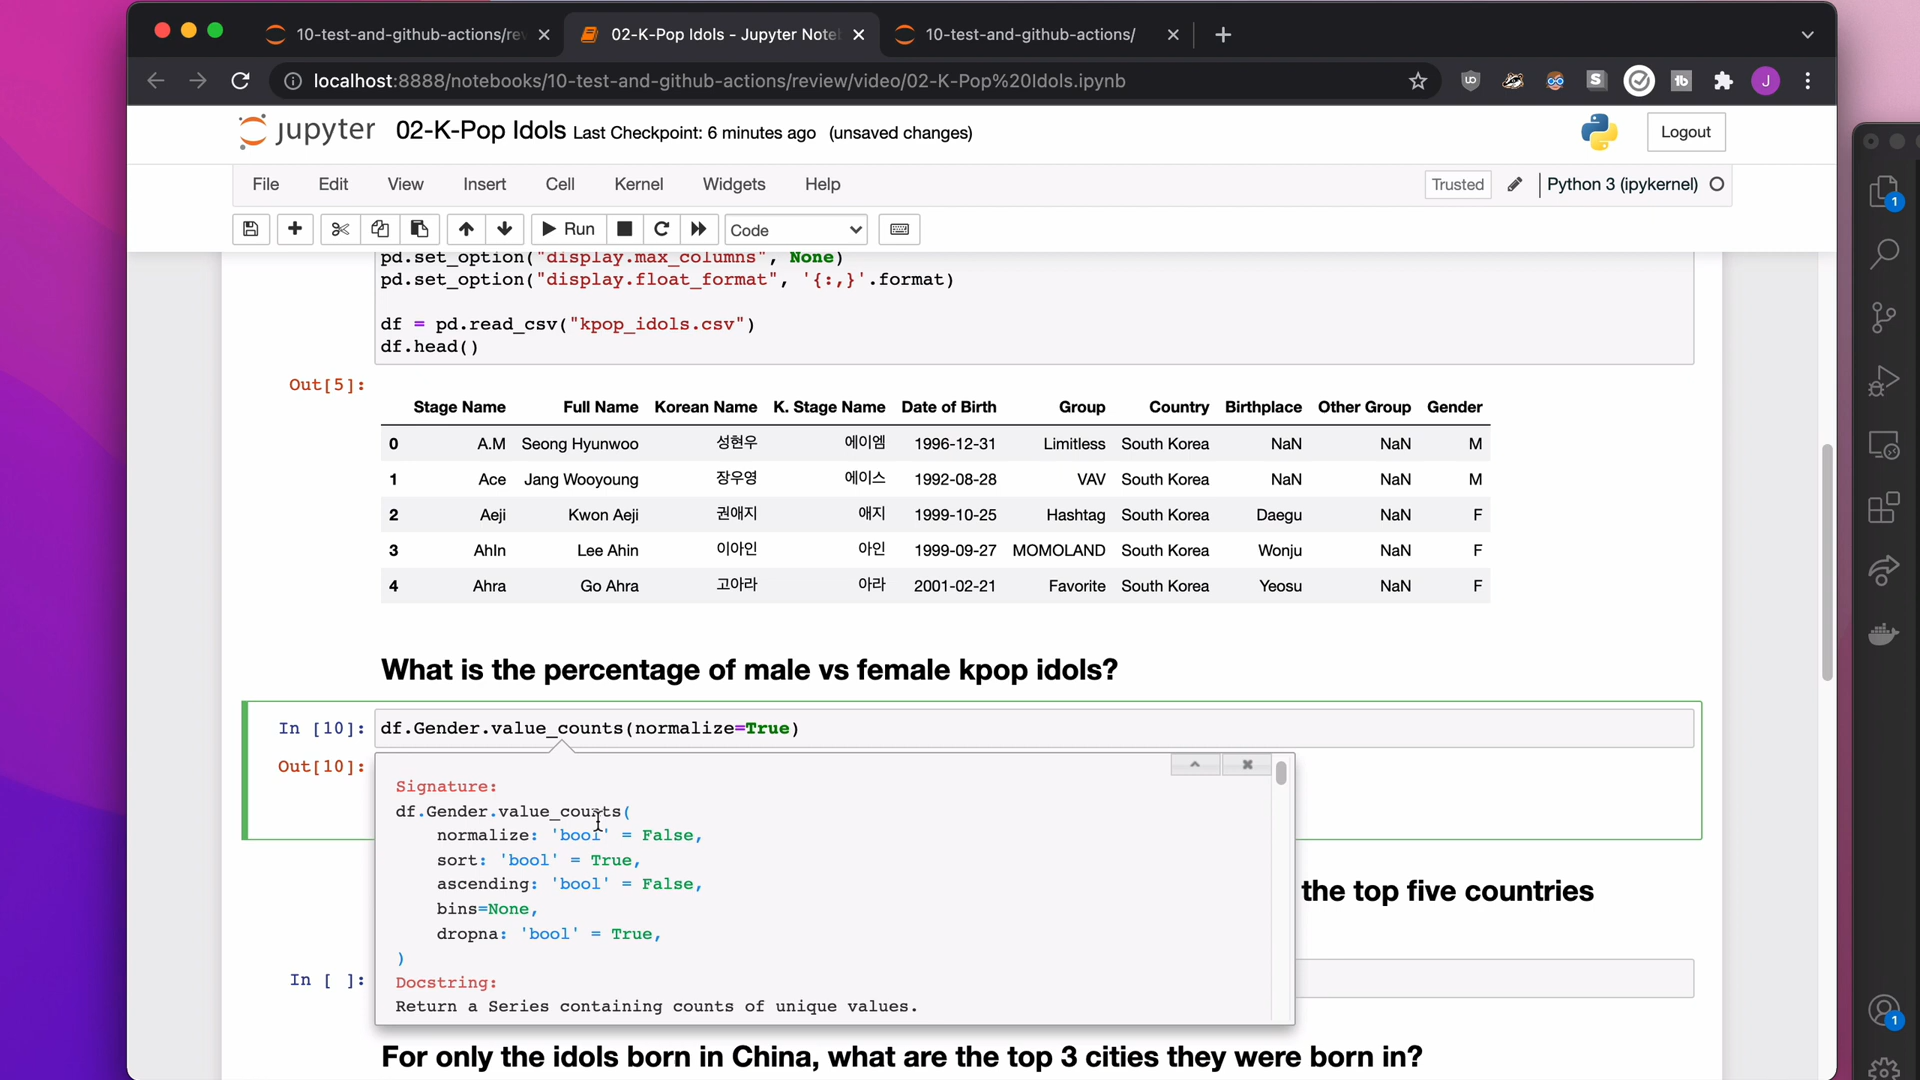 10-test-and-github-actions/rev
02-K-Pop Idols - Jupyter Note
10-test-and-github-actions/
localhost:8888/notebooks/10-test-and-github-actions/review/video/02-K-Pop%20Idols.ipynb
J
jupyter 02-K-Pop Idols Last Checkpoint: 6 minutes ago (unsaved changes)
Logout
File Edit View Insert Cell Kernel Widgets Help
Trusted Python 3 (ipykernel)
Run Code
pd.set_option("display.max_columns", None)
pd.set_option("display.float_format", '{:,}'.format)
df = pd.read_csv("kpop_idols.csv")
df.head()
Out[5]:
Stage Name Full Name Korean Name K. Stage Name Date of Birth Group Country Birthplace Other Group Gender
0 A.M Seong Hyunwoo 성현우 에이엠 1996-12-31 Limitless South Korea NaN NaN M
1 Ace Jang Wooyoung 장우영 에이스 1992-08-28 VAV South Korea NaN NaN M
2 Aeji Kwon Aeji 권애지 애지 1999-10-25 Hashtag South Korea Daegu NaN F
3 AhIn Lee Ahin 이아인 아인 1999-09-27 MOMOLAND South Korea Wonju NaN F
4 Ahra Go Ahra 고아라 아라 2001-02-21 Favorite South Korea Yeosu NaN F
What is the percentage of male vs female kpop idols?
In [10]: df.Gender.value_counts(normalize=True)
Out[10]:
Signature:
df.Gender.value_counts(
normalize: 'bool' = False,
sort: 'bool' = True,
ascending: 'bool' = False,
bins=None,
dropna: 'bool' = True,
)
Docstring:
Return a Series containing counts of unique values.
the top five countries
In [ ]:
For only the idols born in China, what are the top 3 cities they were born in?
1
1